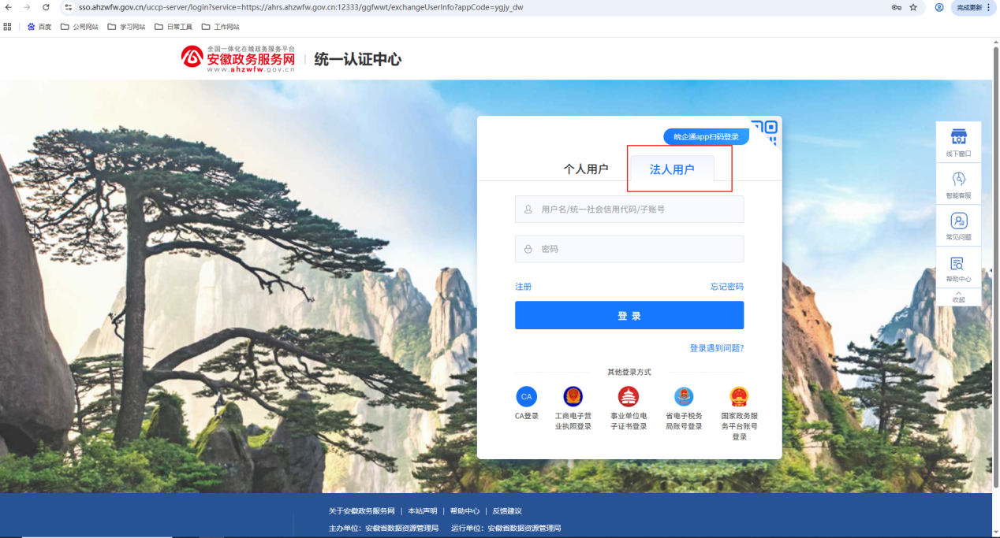 sso.ahzwfw.gov.cn/uccp-server/login?service=https://ahrs.ahzwfw.gov.cn:12333/ggfwwt/exchangeUserInfo?appCode=ygjy_dw
完成更新
百度 公司网站 学习网站 日常工具 工作网站
全国一体化在线政务服务平台
安徽政务服务网
www.ahzwfw.gov.cn
统一认证中心
皖企通app扫码登录
个人用户 法人用户
用户名/统一社会信用代码/子账号
密码
注册 忘记密码
登录
登录遇到问题?
其他登录方式
CA
CA登录
工商电子营
业执照登录
事业单位电
子证书登录
省电子税务
局账号登录
国家政务服
务平台账号
登录
线下窗口
智能客服
常见问题
帮助中心
收起
关于安徽政务服务网 | 本站声明 | 帮助中心 | 反馈建议
主办单位：安徽省数据资源管理局 运行单位：安徽省数据资源管理局